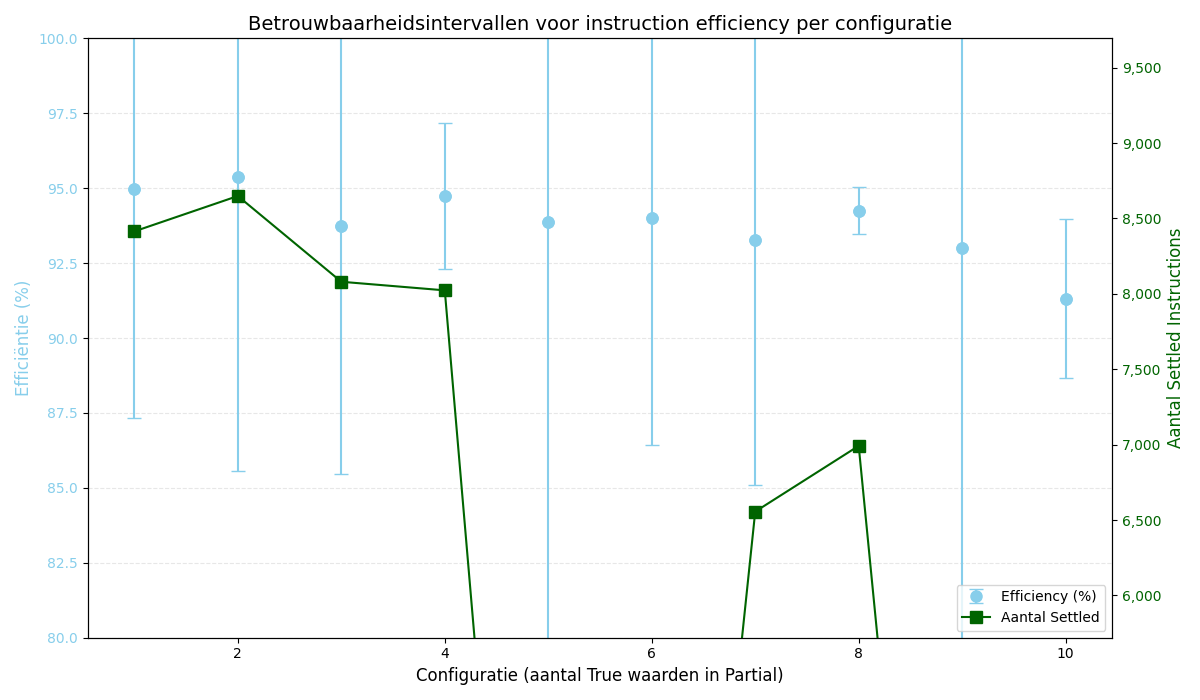 Betrouwbaarheidsintervallen voor instruction efficiency per configuratie
100.0
97.5
95.0
92.5
90.0
87.5
85.0
82.5
80.0
Efficiëntie (%)
9,500
9,000
8,500
8,000
7,500
7,000
6,500
6,000
Aantal Settled Instructions
Efficiency (%)
Aantal Settled
2 4 6 8 10
Configuratie (aantal True waarden in Partial)